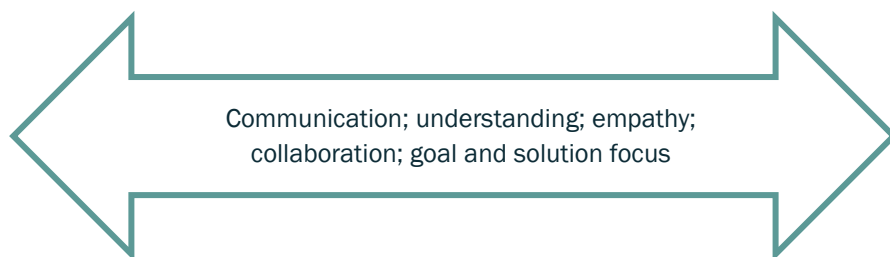 Communication; understanding; empathy;
collaboration; goal and solution focus